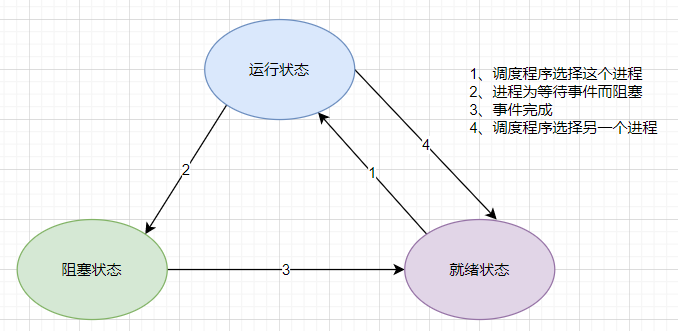 运行状态
1、调度程序选择这个进程
2、进程为等待事件而阻塞
3、事件完成
4、调度程序选择另一个进程
4
2
1
阻塞状态
3
就绪状态